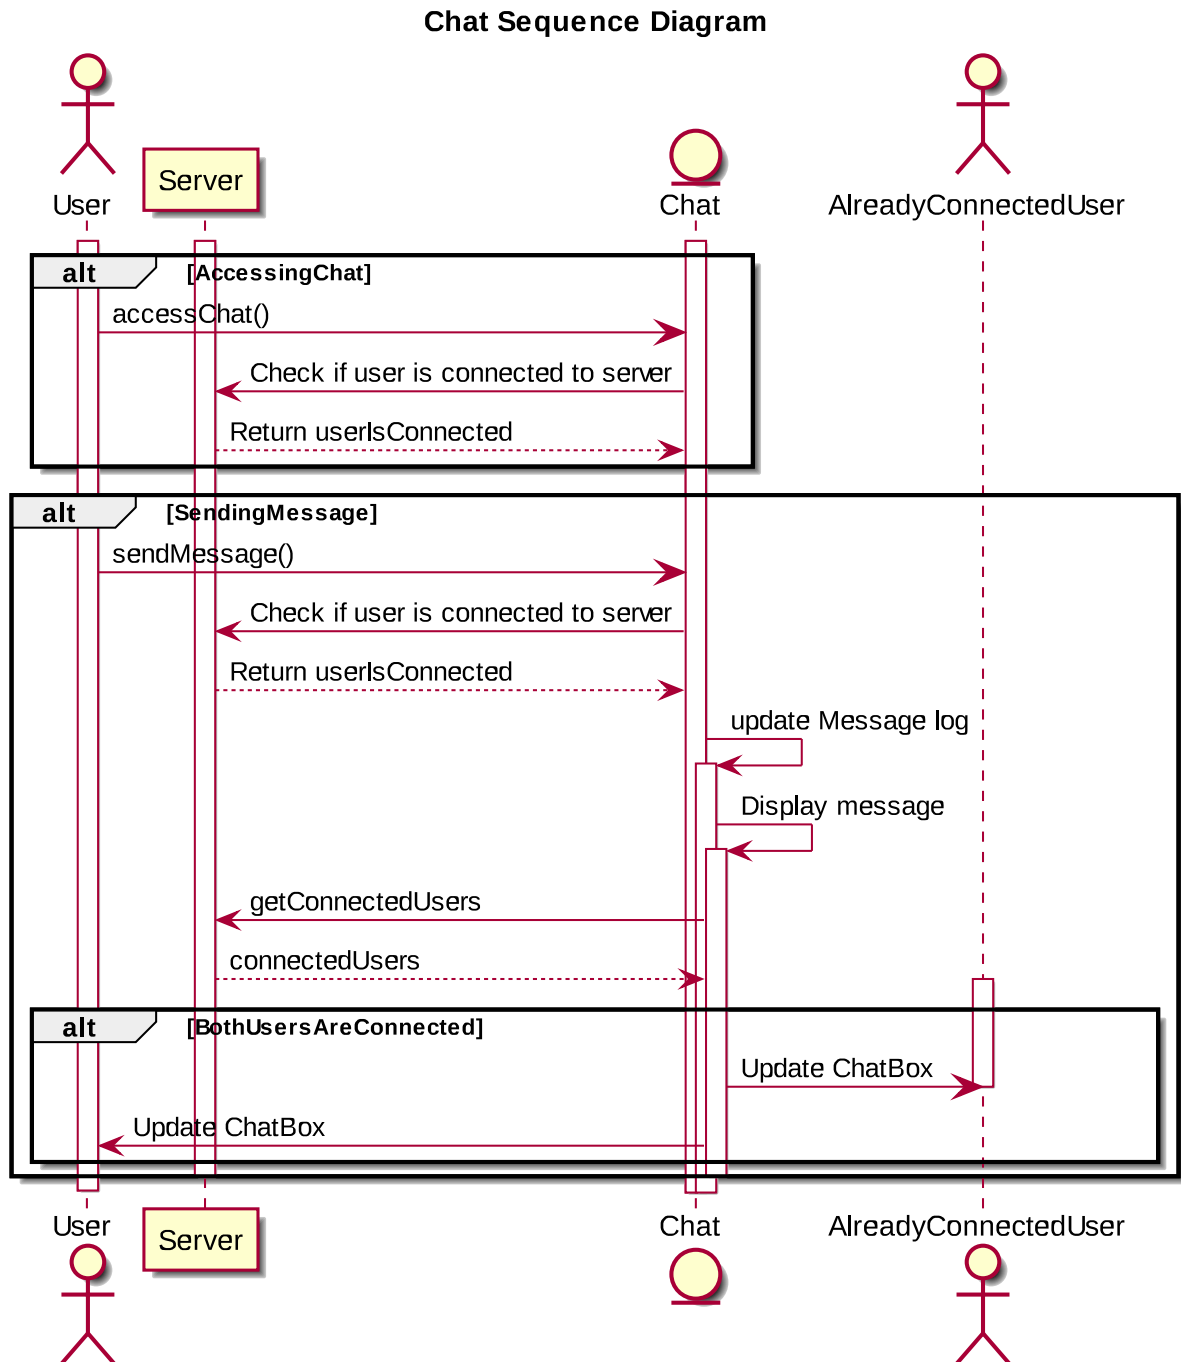 Chat Sequence Diagram
User
Server
Chat
AlreadyConnectedUser
alt [AccessingChat]
accessChat()
Check if user is connected to server
Return userIsConnected
alt [SendingMessage]
sendMessage()
Check if user is connected to server
Return userIsConnected
update Message log
Display message
getConnectedUsers
connectedUsers
alt [BothUsersAreConnected]
Update ChatBox
Update ChatBox
User
Server
Chat
AlreadyConnectedUser